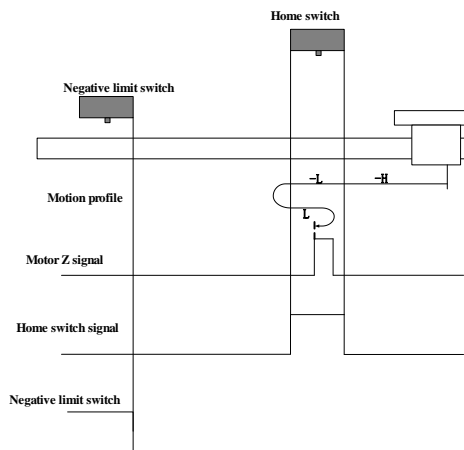 Home switch
Negative limit switch
-L
-H
Motion profile
L
Motor Z signal
Home switch signal
Negative limit switch